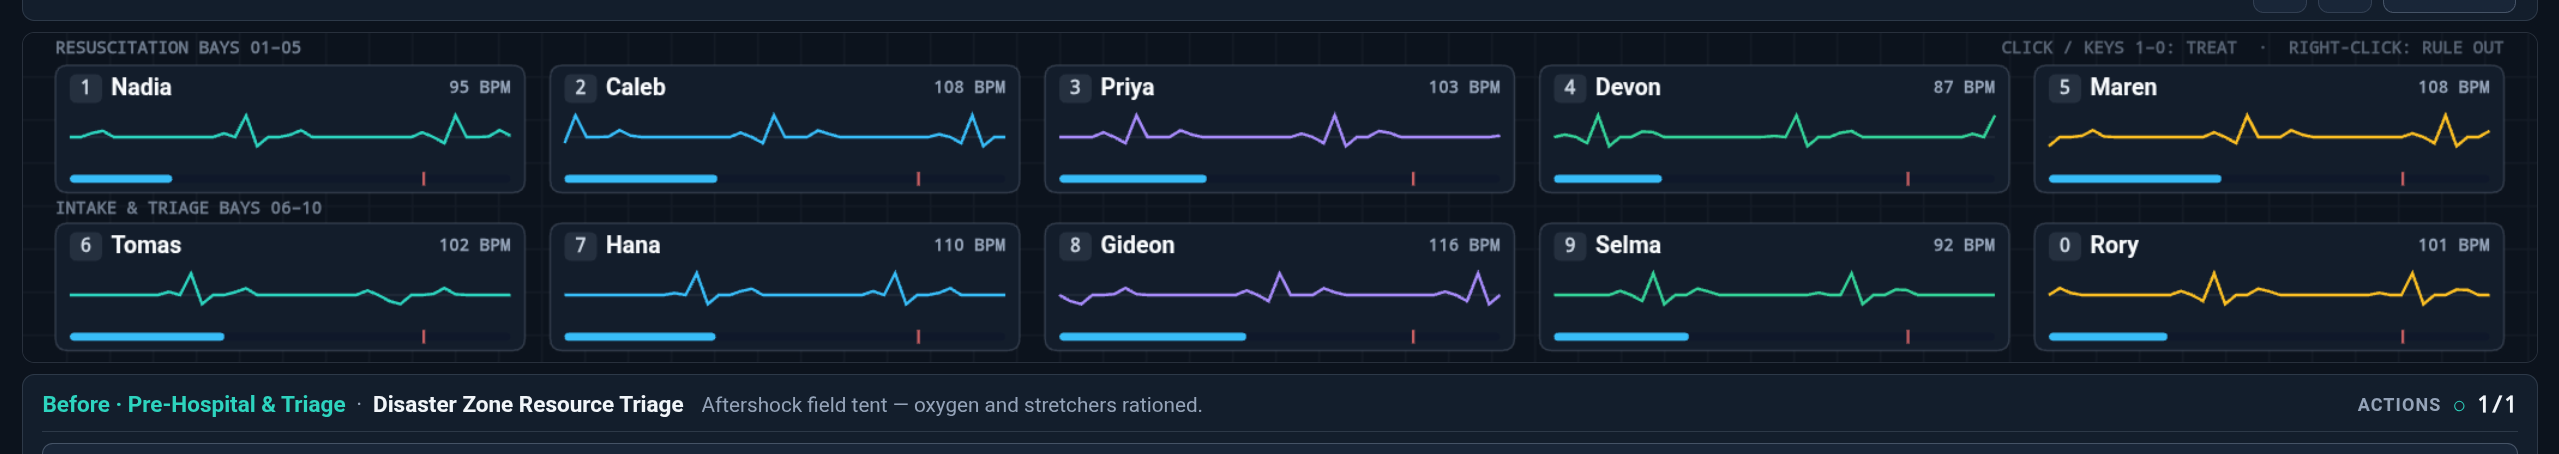 RESUSCITATION BAYS 01–05
CLICK / KEYS 1–0: TREAT · RIGHT-CLICK: RULE OUT
1 Nadia 95 BPM
2 Caleb 108 BPM
3 Priya 103 BPM
4 Devon 87 BPM
5 Maren 108 BPM
INTAKE & TRIAGE BAYS 06–10
6 Tomas 102 BPM
7 Hana 110 BPM
8 Gideon 116 BPM
9 Selma 92 BPM
0 Rory 101 BPM
Before · Pre-Hospital & Triage · Disaster Zone Resource Triage Aftershock field tent — oxygen and stretchers rationed.
ACTIONS 1/1